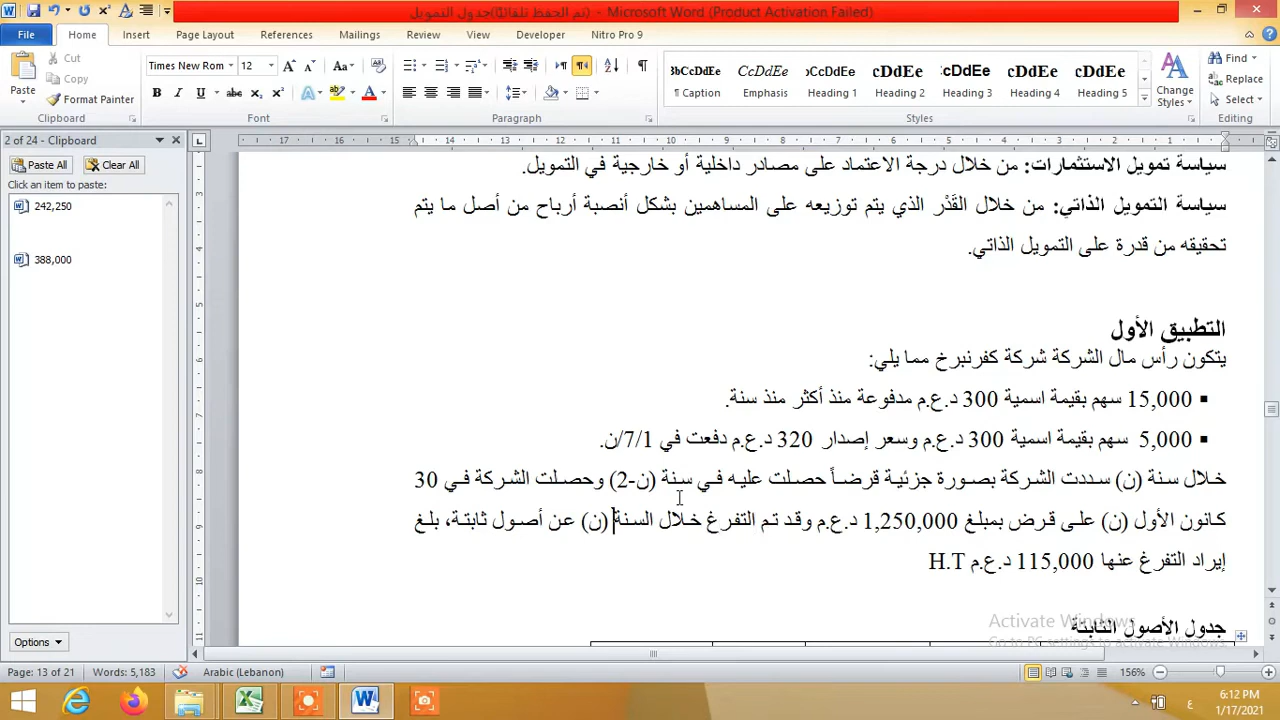 جدول التمويل(تم الحفظ تلقائيًا) - Microsoft Word (Product Activation Failed)
File Home Insert Page Layout References Mailings Review View Developer Nitro Pro 9
Paste Cut Copy Format Painter
Times New Rom 12
Caption Emphasis Heading 1 Heading 2 Heading 3 Heading 4 Heading 5
Change Styles
Find Replace Select
Clipboard Font Paragraph Styles Editing
2 of 24 - Clipboard
Paste All Clear All
Click an item to paste:
242,250
388,000
Options
سياسة تمويل الاستثمارات: من خلال درجة الاعتماد على مصادر داخلية أو خارجية في التمويل.
سياسة التمويل الذاتي: من خلال القَدْر الذي يتم توزيعه على المساهمين بشكل أنصبة أرباح من أصل ما يتم
تحقيقه من قدرة على التمويل الذاتي.
التطبيق الأول
يتكون رأس مال الشركة شركة كفرنبرخ مما يلي:
▪ 15,000 سهم بقيمة اسمية 300 د.ع.م مدفوعة منذ أكثر منذ سنة.
▪ 5,000 سهم بقيمة اسمية 300 د.ع.م وسعر إصدار 320 د.ع.م دفعت في 7/1/ن.
خلال سنة (ن) سددت الشركة بصورة جزئية قرضاً حصلت عليه في سنة (ن-2) وحصلت الشركة في 30
كانون الأول (ن) على قرض بمبلغ 1,250,000 د.ع.م وقد تم التفرغ خلال السنة (ن) عن أصول ثابتة، بلغ
إيراد التفرغ عنها 115,000 د.ع.م H.T
جدول الأصول الثابتة
Activate Windows
Go to PC settings to activate Windows.
Page: 13 of 21 Words: 5,183 Arabic (Lebanon) 156%
6:12 PM
1/17/2021